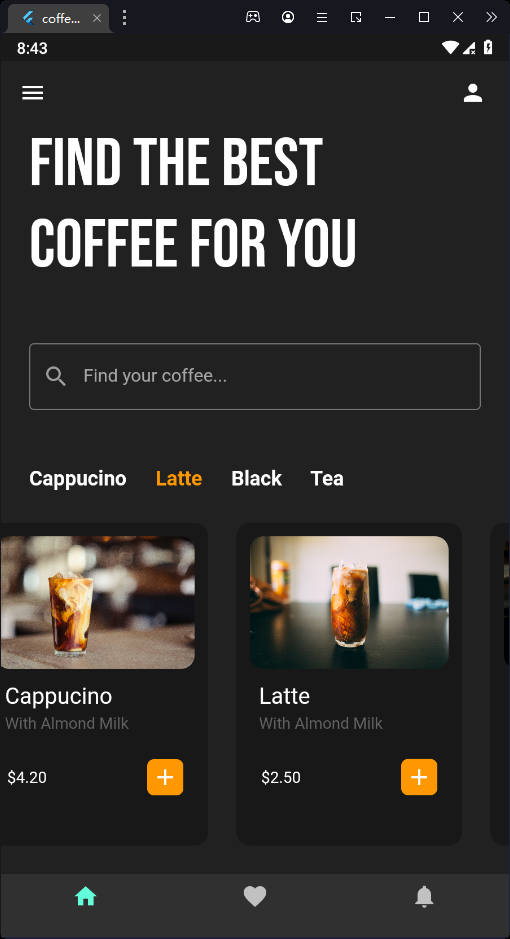 coffe...
8:43
FIND THE BEST
COFFEE FOR YOU
Find your coffee...
Cappucino Latte Black Tea
Cappucino Latte
With Almond Milk With Almond Milk
$4.20 $2.50